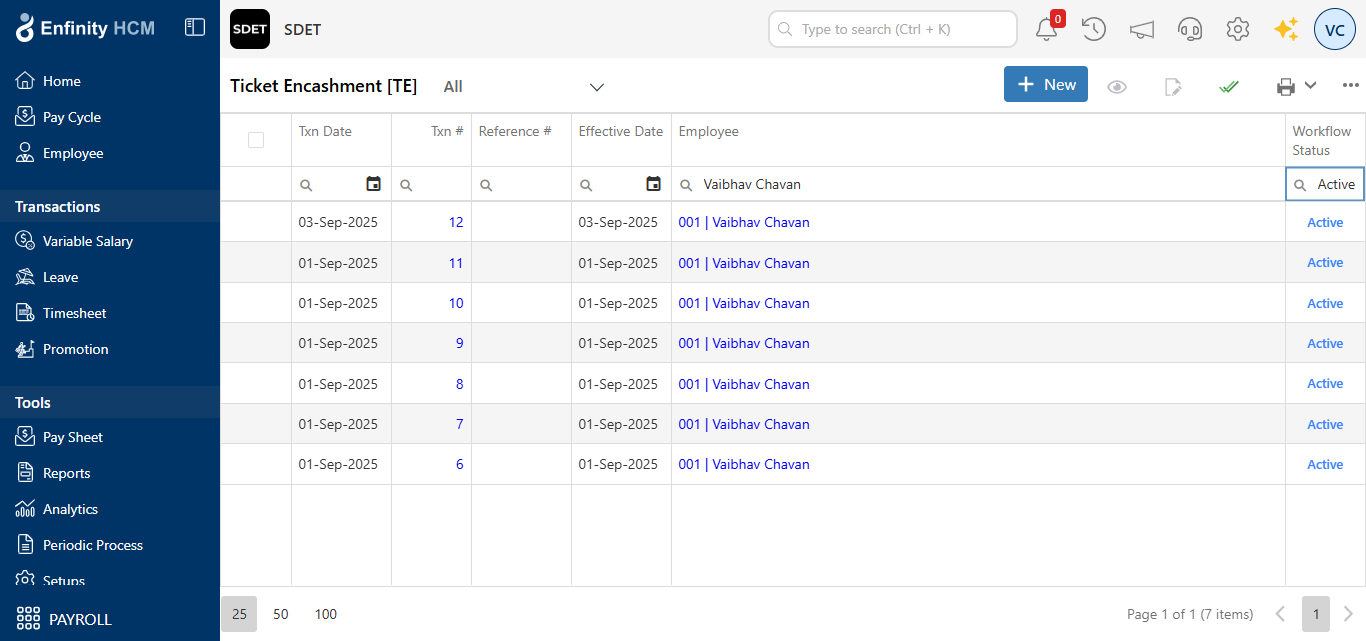 Enfinity HCM
SDET
SDET
Type to search (Ctrl + K)
0
VC
Home
Pay Cycle
Employee
Transactions
Variable Salary
Leave
Timesheet
Promotion
Tools
Pay Sheet
Reports
Analytics
Periodic Process
Setups
PAYROLL
Ticket Encashment [TE]
All
New
Txn Date Txn # Reference # Effective Date Employee Workflow Status
Vaibhav Chavan Active
03-Sep-2025 12 03-Sep-2025 001 | Vaibhav Chavan Active
01-Sep-2025 11 01-Sep-2025 001 | Vaibhav Chavan Active
01-Sep-2025 10 01-Sep-2025 001 | Vaibhav Chavan Active
01-Sep-2025 9 01-Sep-2025 001 | Vaibhav Chavan Active
01-Sep-2025 8 01-Sep-2025 001 | Vaibhav Chavan Active
01-Sep-2025 7 01-Sep-2025 001 | Vaibhav Chavan Active
01-Sep-2025 6 01-Sep-2025 001 | Vaibhav Chavan Active
25 50 100
Page 1 of 1 (7 items) 1